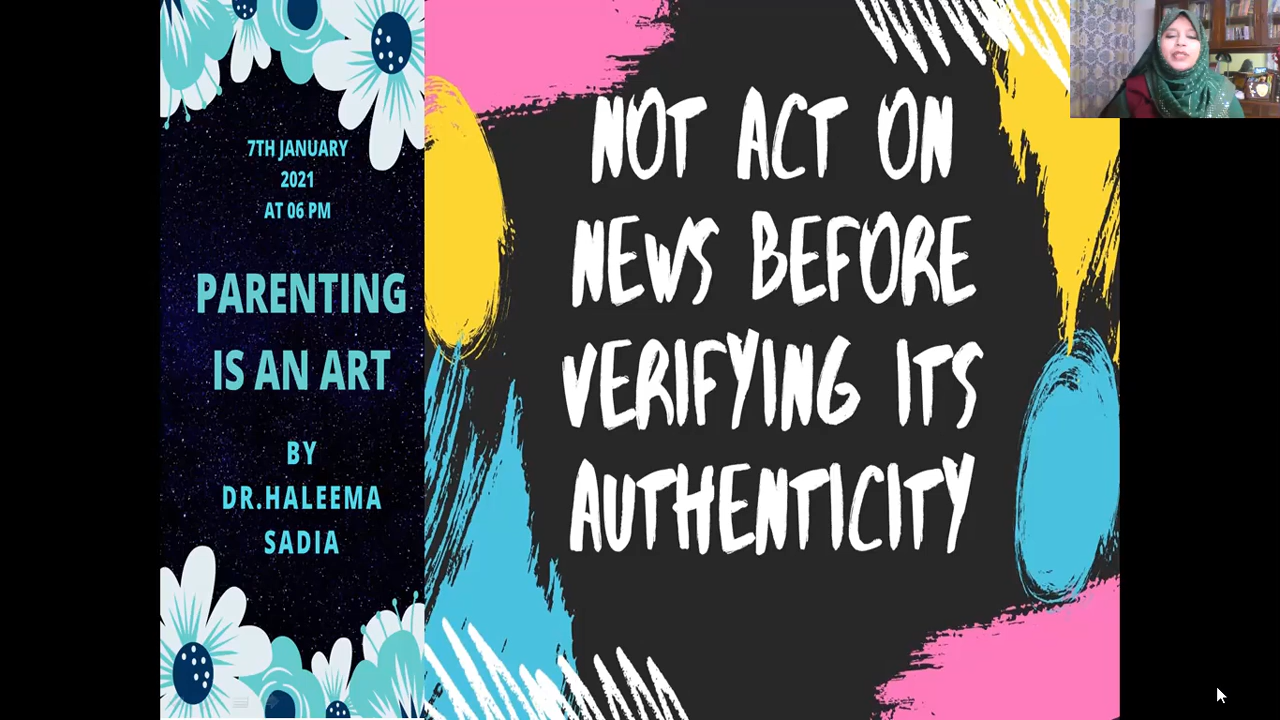 7TH JANUARY
2021
AT 06 PM
PARENTING
IS AN ART
BY
DR.HALEEMA
SADIA
NOT ACT ON
NEWS BEFORE
VERIFYING ITS
AUTHENTICITY